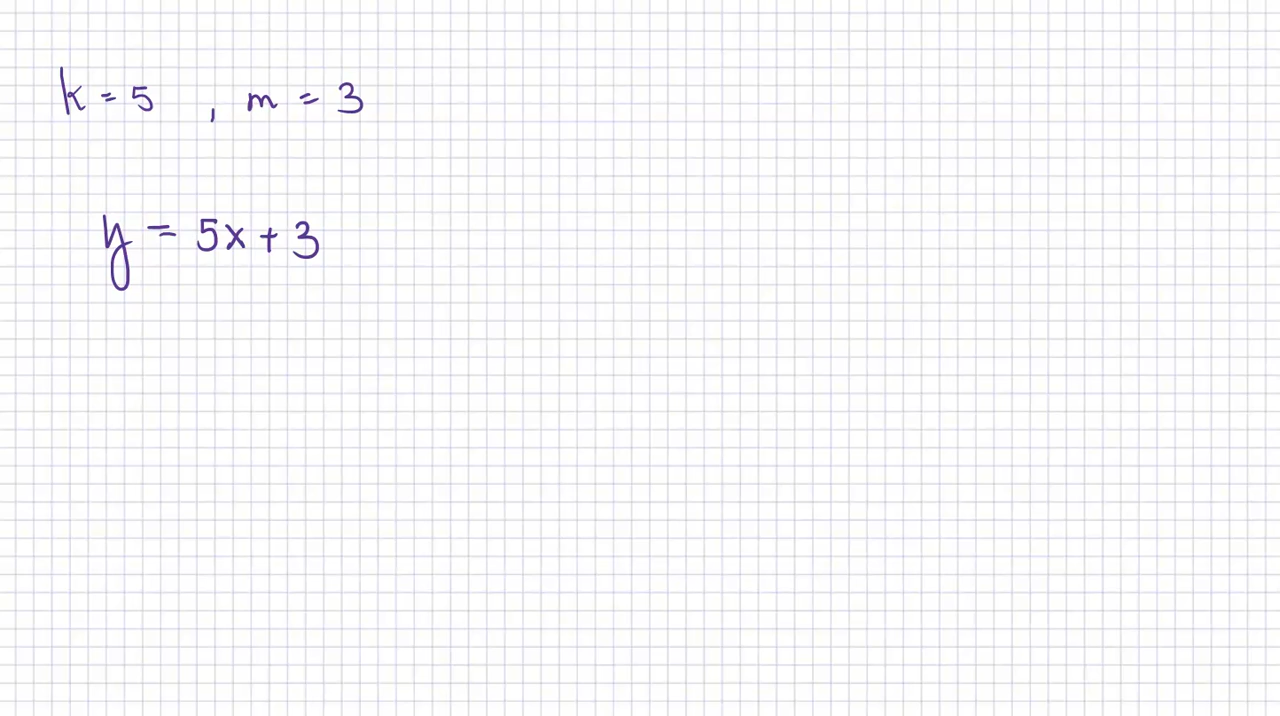 k = 5 , m = 3
y = 5x + 3